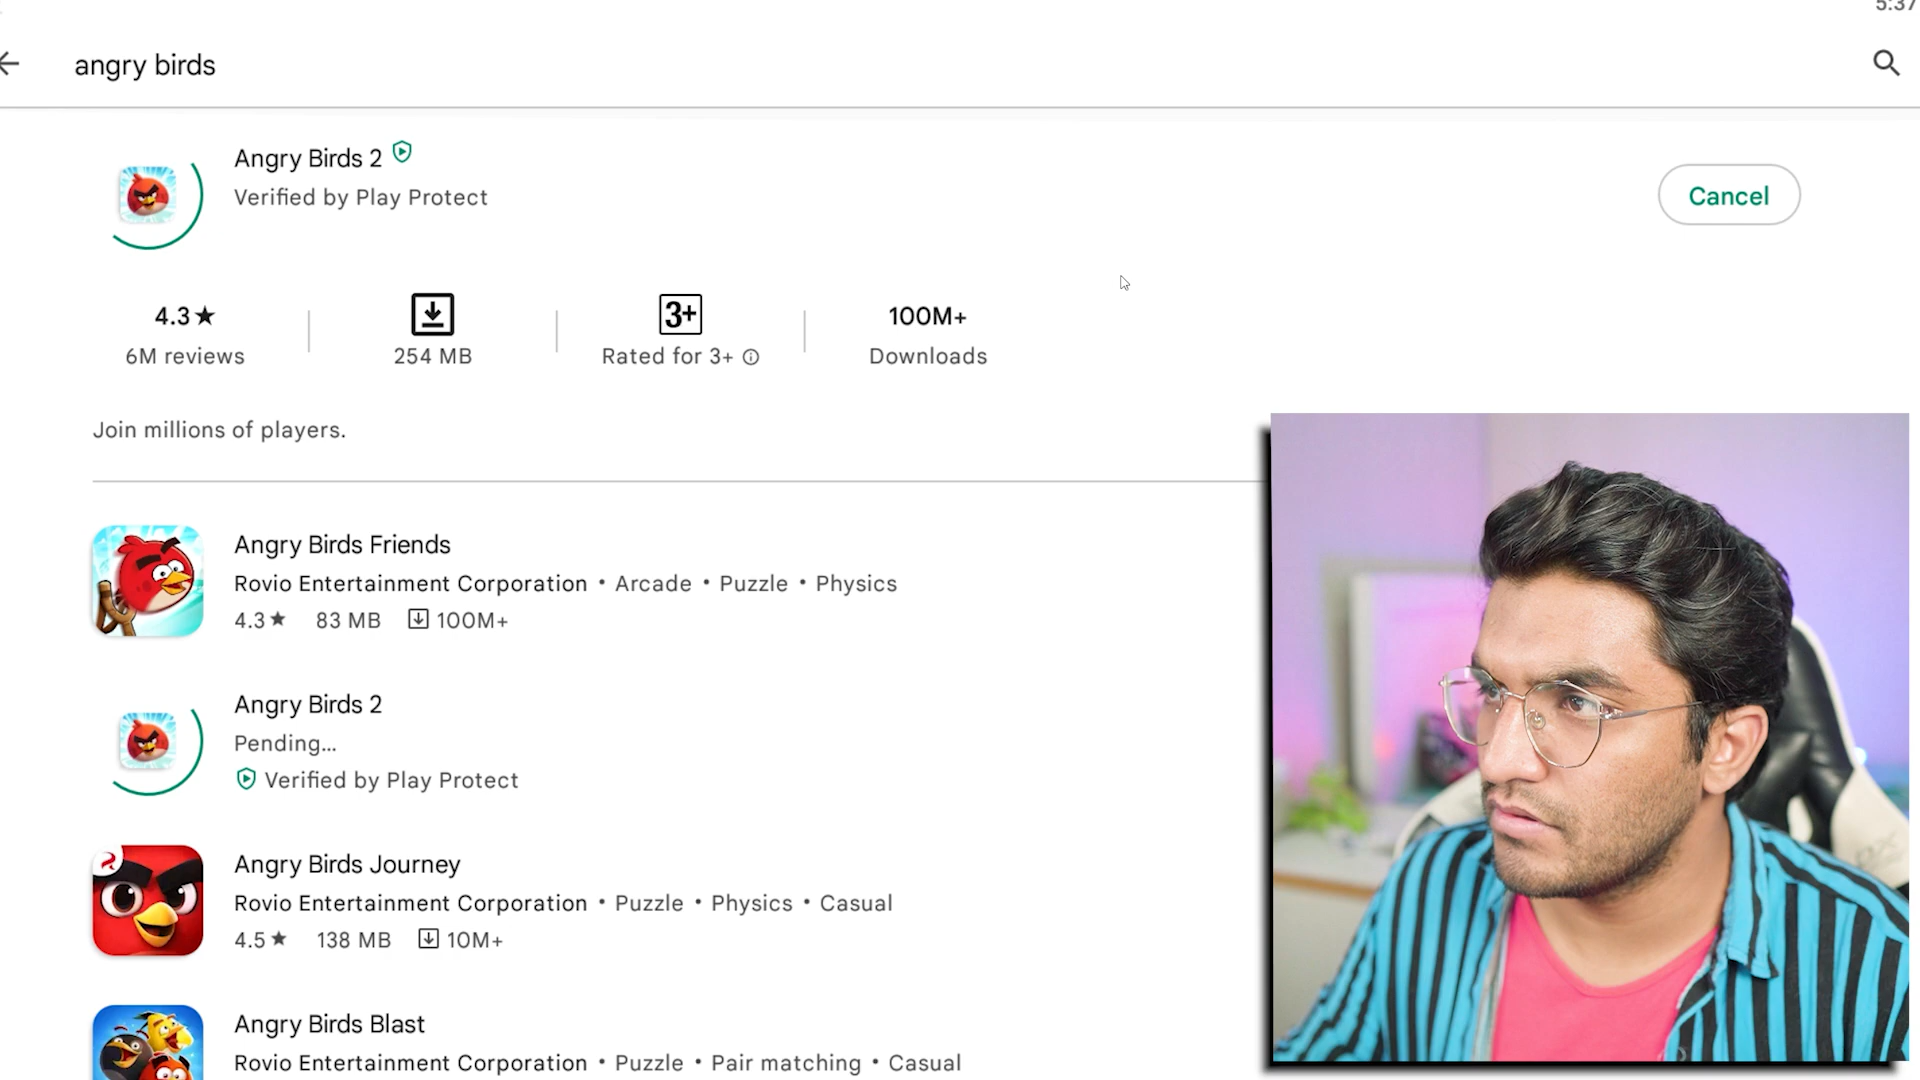 5:37
angry birds
Angry Birds 2
Verified by Play Protect
Cancel
4.3★
6M reviews
254 MB
3+
Rated for 3+
100M+
Downloads
Join millions of players.
Angry Birds Friends
Rovio Entertainment Corporation • Arcade • Puzzle • Physics
4.3★ 83 MB 100M+
Angry Birds 2
Pending...
Verified by Play Protect
Angry Birds Journey
Rovio Entertainment Corporation • Puzzle • Physics • Casual
4.5★ 138 MB 10M+
Angry Birds Blast
Rovio Entertainment Corporation • Puzzle • Pair matching • Casual